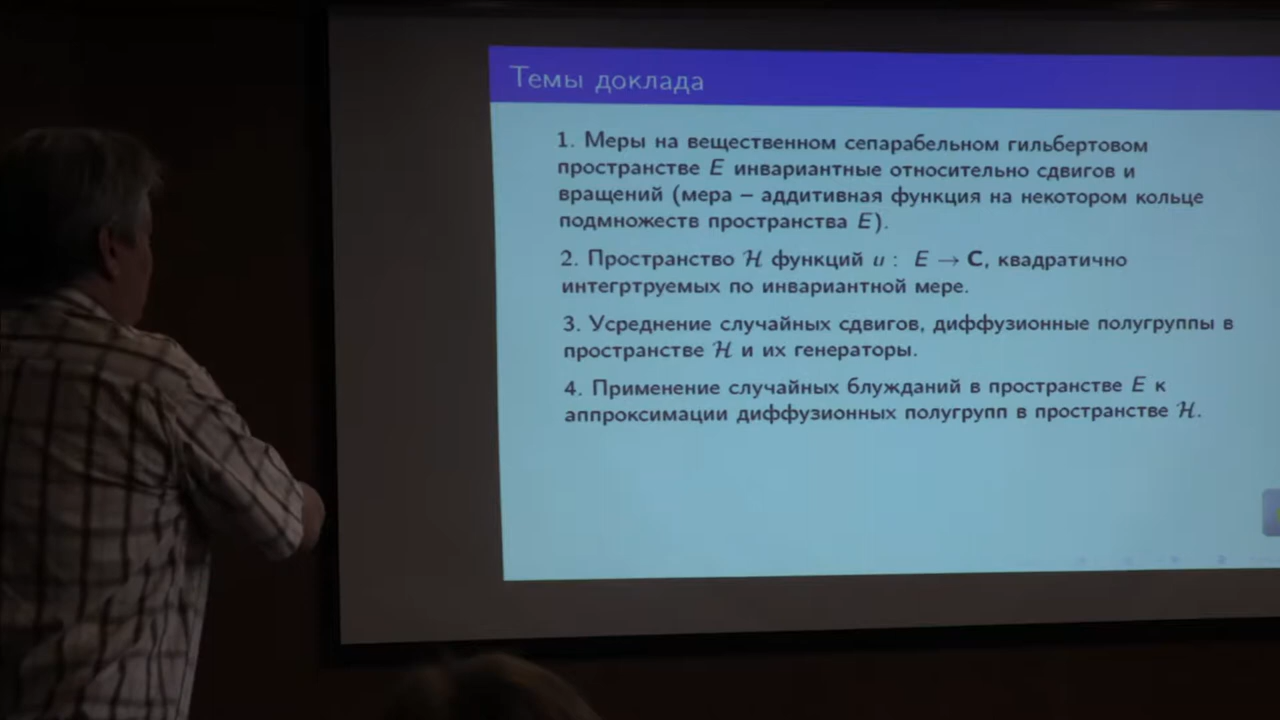 Темы доклада
1. Меры на вещественном сепарабельном гильбертовом
пространстве E инвариантные относительно сдвигов и
вращений (мера – аддитивная функция на некотором кольце
подмножеств пространства E).
2. Пространство ℋ функций u : E → C, квадратично
интегртруемых по инвариантной мере.
3. Усреднение случайных сдвигов, диффузионные полугруппы в
пространстве ℋ и их генераторы.
4. Применение случайных блужданий в пространстве E к
аппроксимации диффузионных полугрупп в пространстве ℋ.